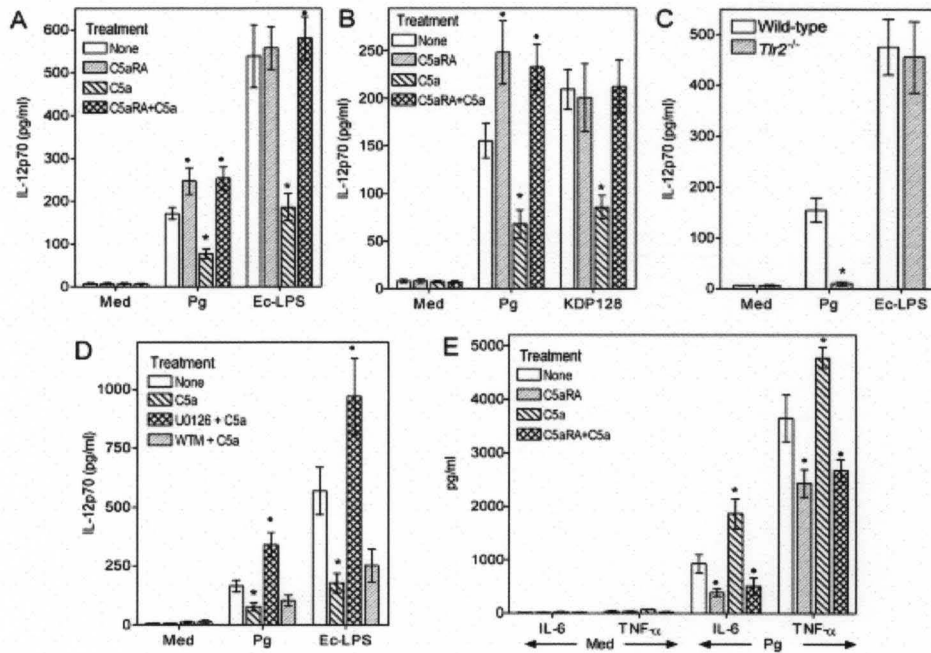 A
Treatment
None
C5aRA
C5a
C5aRA+C5a
IL-12p70 (pg/ml)
600
500
400
300
200
100
0
Med Pg Ec-LPS
B
Treatment
None
C5aRA
C5a
C5aRA+C5a
IL-12p70 (pg/ml)
250
200
150
100
50
0
Med Pg KDP128
C
Wild-type
Tlr2-/-
IL-12p70 (pg/ml)
500
400
300
200
100
0
Med Pg Ec-LPS
D
Treatment
None
C5a
U0126 + C5a
WTM + C5a
IL-12p70 (pg/ml)
1000
750
500
250
0
Med Pg Ec-LPS
E
Treatment
None
C5aRA
C5a
C5aRA+C5a
pg/ml
5000
4000
3000
2000
1000
0
IL-6 TNF-α IL-6 TNF-α
Med Pg